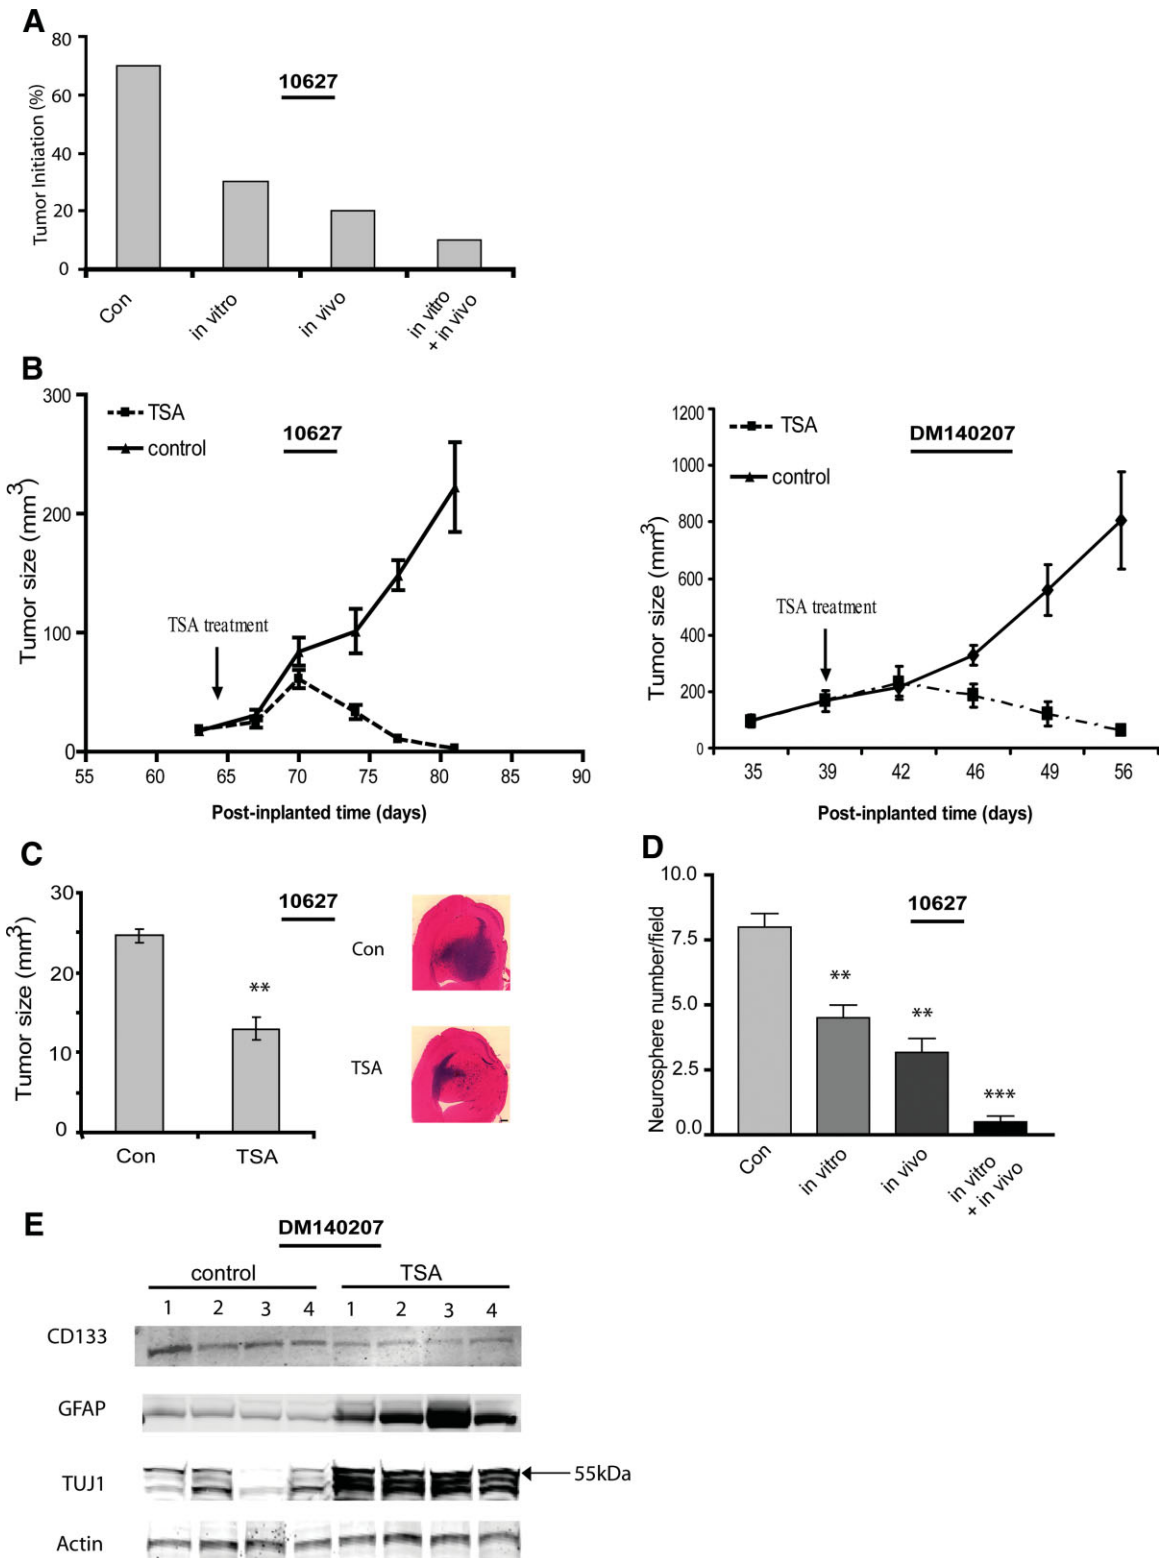 A
80
60
40
20
0
Tumor Initiation (%)
10627
Con
in vitro
in vivo
in vitro
+ in vivo
B
300
200
100
0
Tumor size (mm3)
TSA
control
10627
TSA treatment
55 60 65 70 75 80 85 90
Post-inplanted time (days)
1200
1000
800
600
400
200
0
Tumor size (mm3)
TSA
control
DM140207
TSA treatment
35 39 42 46 49 56
Post-inplanted time (days)
C
30
20
10
0
Tumor size (mm3)
10627
**
Con TSA
Con
TSA
D
10.0
7.5
5.0
2.5
0.0
Neurosphere number/field
10627
**
**
***
Con
in vitro
in vivo
in vitro
+ in vivo
E
DM140207
control TSA
1 2 3 4 1 2 3 4
CD133
GFAP
TUJ1
55kDa
Actin